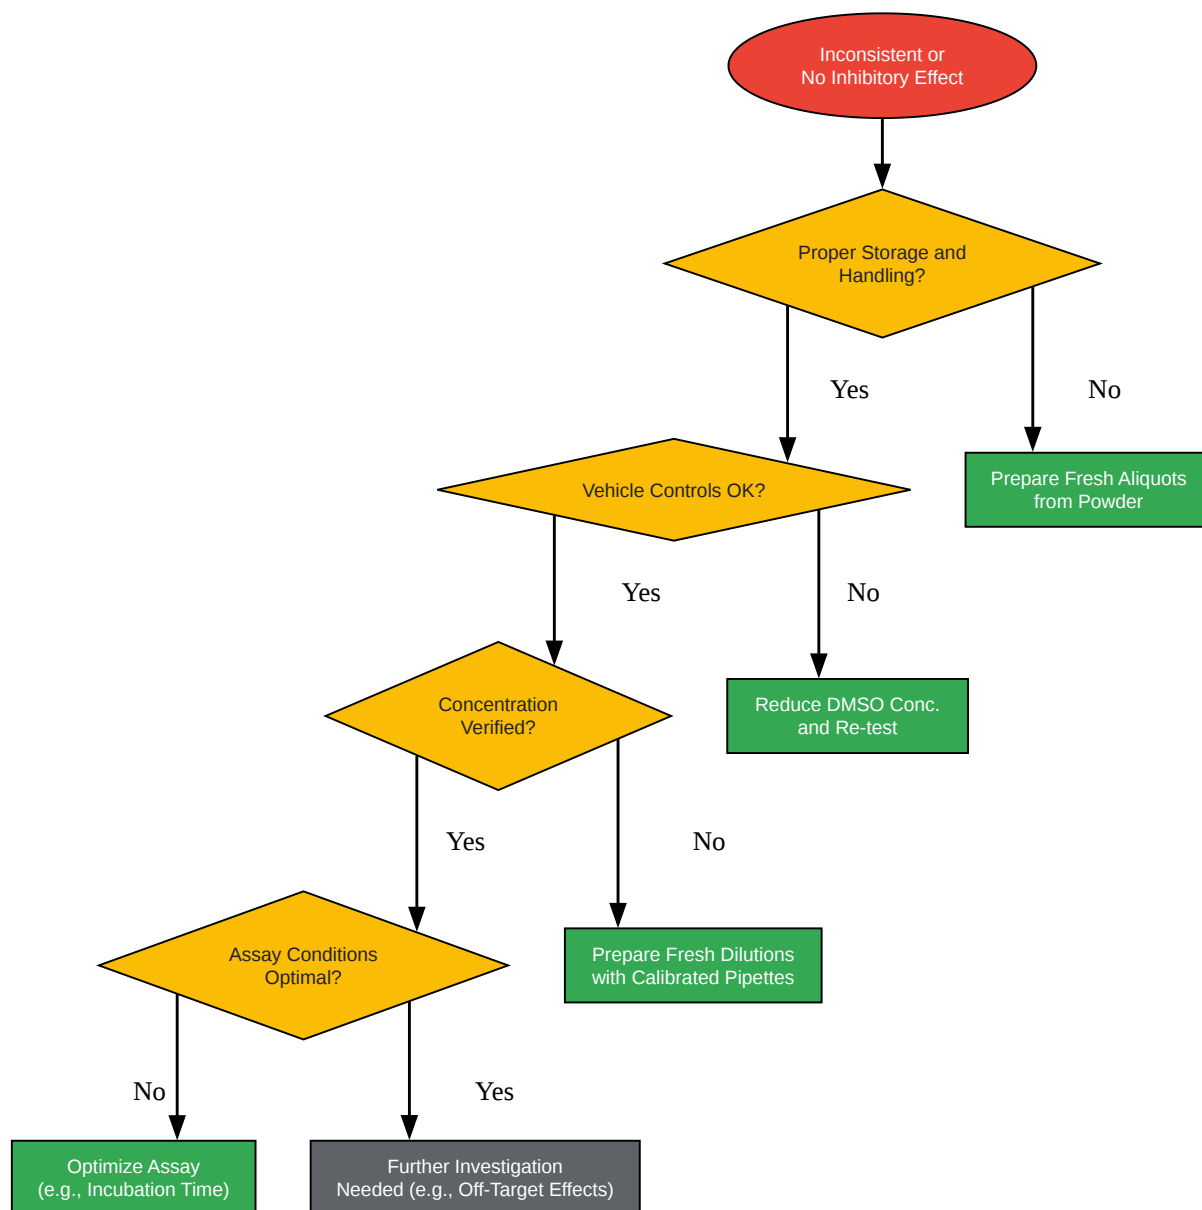 Inconsistent or
No Inhibitory Effect
Proper Storage and
Handling?
Yes
No
Vehicle Controls OK?
Prepare Fresh Aliquots
from Powder
Yes
No
Concentration
Verified?
Reduce DMSO Conc.
and Re-test
Yes
No
Assay Conditions
Optimal?
Prepare Fresh Dilutions
with Calibrated Pipettes
No
Yes
Optimize Assay
(e.g., Incubation Time)
Further Investigation
Needed (e.g., Off-Target Effects)